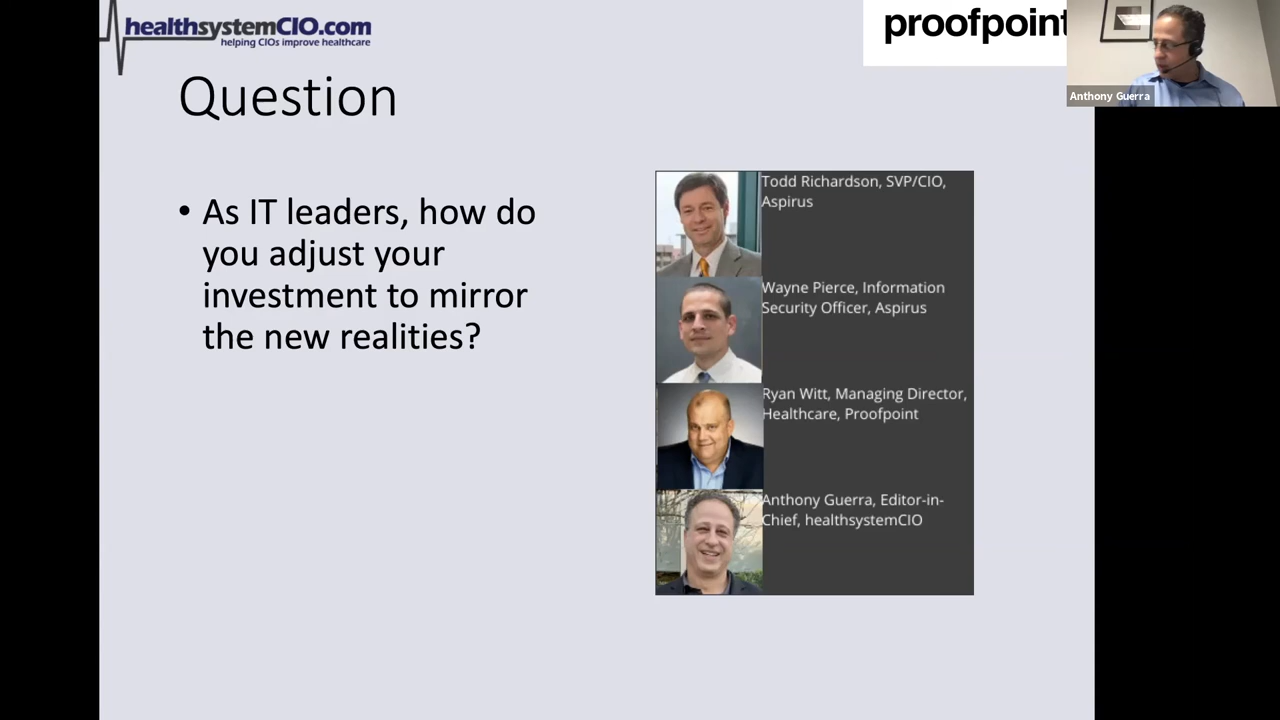 healthsystemCIO.com
helping CIOs improve healthcare
proofpoint
Anthony Guerra
Question
• As IT leaders, how do
you adjust your
investment to mirror
the new realities?
Todd Richardson, SVP/CIO,
Aspirus
Wayne Pierce, Information
Security Officer, Aspirus
Ryan Witt, Managing Director,
Healthcare, Proofpoint
Anthony Guerra, Editor-in-
Chief, healthsystemCIO